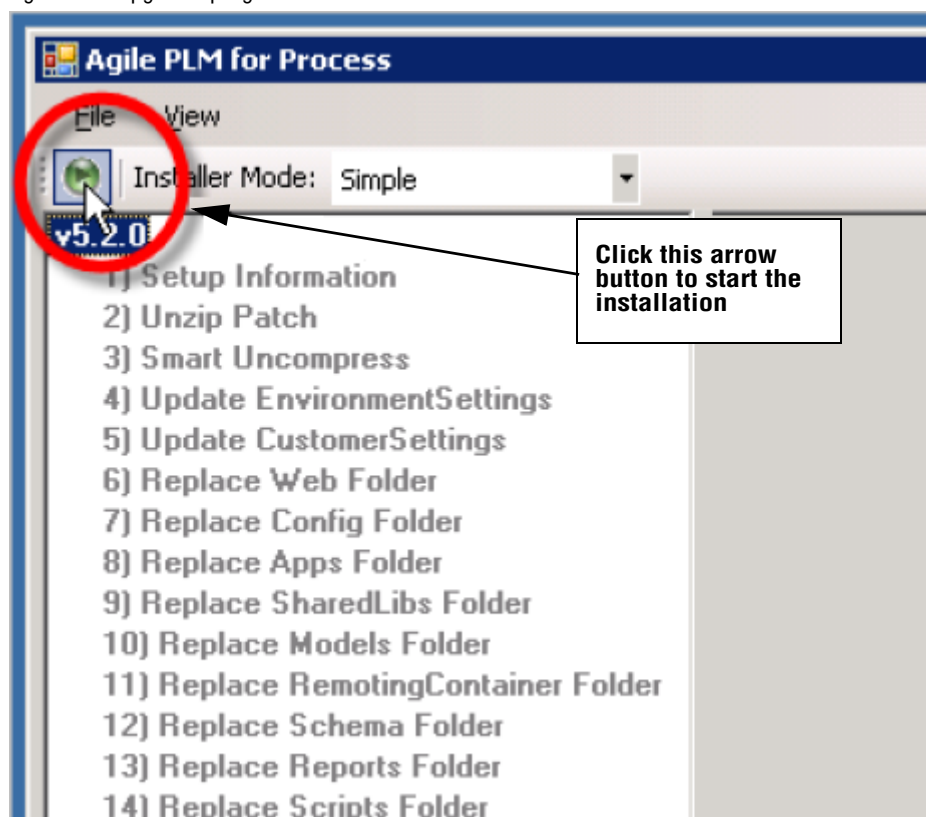 Agile PLM for Process
File View
Installer Mode: Simple
v5.2.0
Click this arrow
button to start the
installation
1) Setup Information
2) Unzip Patch
3) Smart Uncompress
4) Update EnvironmentSettings
5) Update CustomerSettings
6) Replace Web Folder
7) Replace Config Folder
8) Replace Apps Folder
9) Replace SharedLibs Folder
10) Replace Models Folder
11) Replace RemotingContainer Folder
12) Replace Schema Folder
13) Replace Reports Folder
14) Replace Scripts Folder